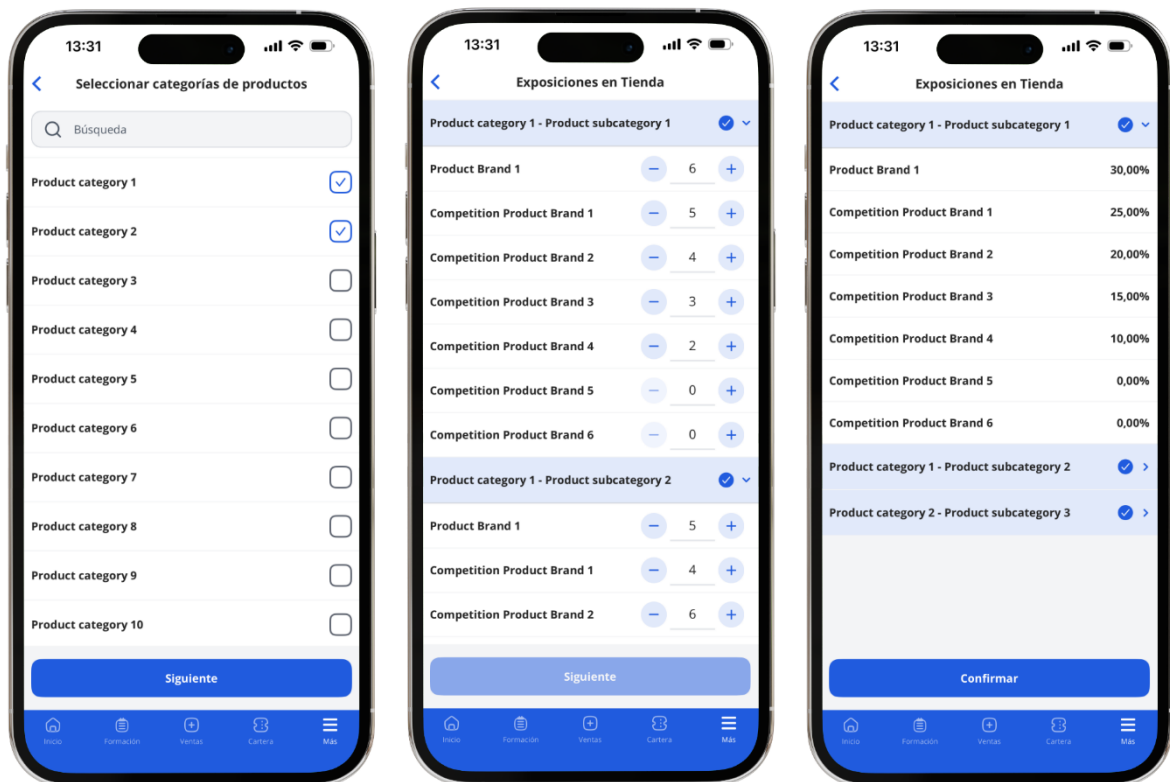 13:31
Seleccionar categorías de productos
Búsqueda
Product category 1
Product category 2
Product category 3
Product category 4
Product category 5
Product category 6
Product category 7
Product category 8
Product category 9
Product category 10
Siguiente
Inicio Formación Ventas Cartera Más
13:31
Exposiciones en Tienda
Product category 1 - Product subcategory 1
Product Brand 1 6
Competition Product Brand 1 5
Competition Product Brand 2 4
Competition Product Brand 3 3
Competition Product Brand 4 2
Competition Product Brand 5 0
Competition Product Brand 6 0
Product category 1 - Product subcategory 2
Product Brand 1 5
Competition Product Brand 1 4
Competition Product Brand 2 6
Siguiente
Inicio Formación Ventas Cartera Más
13:31
Exposiciones en Tienda
Product category 1 - Product subcategory 1
Product Brand 1 30,00%
Competition Product Brand 1 25,00%
Competition Product Brand 2 20,00%
Competition Product Brand 3 15,00%
Competition Product Brand 4 10,00%
Competition Product Brand 5 0,00%
Competition Product Brand 6 0,00%
Product category 1 - Product subcategory 2
Product category 2 - Product subcategory 3
Confirmar
Inicio Formación Ventas Cartera Más